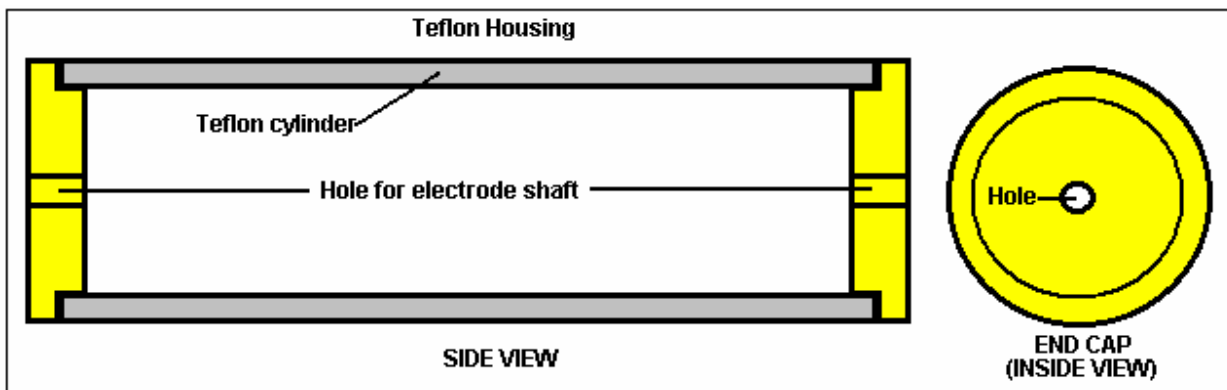 Teflon Housing
Teflon cylinder
Hole for electrode shaft
Hole
SIDE VIEW
END CAP
(INSIDE VIEW)